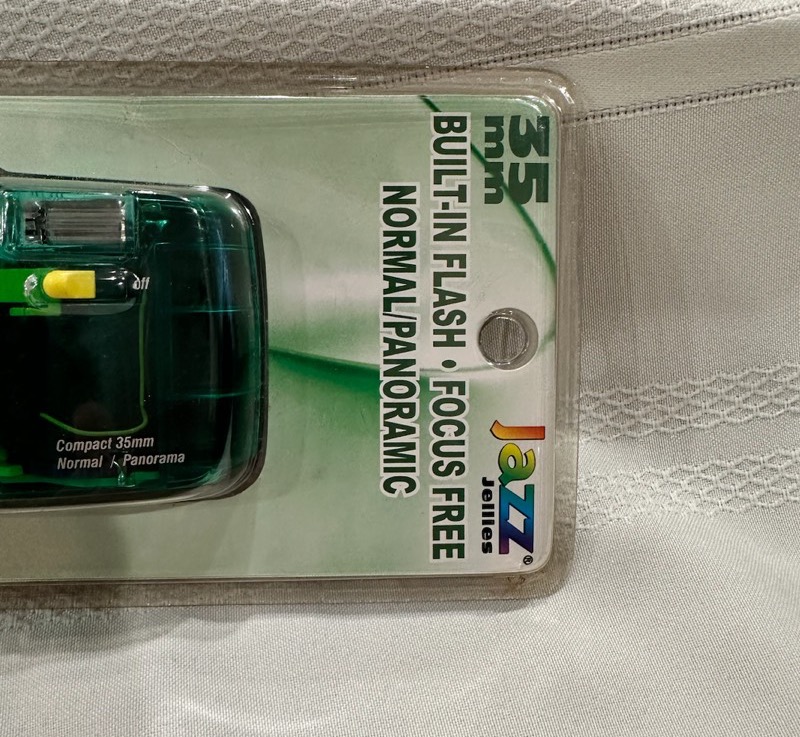 35
mm
Jazz®
Jellies
BUILT-IN FLASH • FOCUS FREE
NORMAL/PANORAMIC
off
Compact 35mm
Normal / Panorama